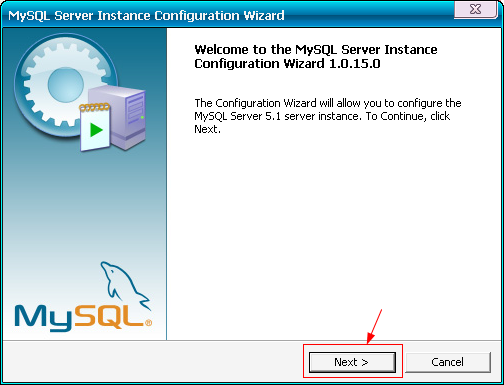 MySQL Server Instance Configuration Wizard
Welcome to the MySQL Server Instance
Configuration Wizard 1.0.15.0
The Configuration Wizard will allow you to configure the
MySQL Server 5.1 server instance. To Continue, click
Next.
MySQL®
Next >
Cancel